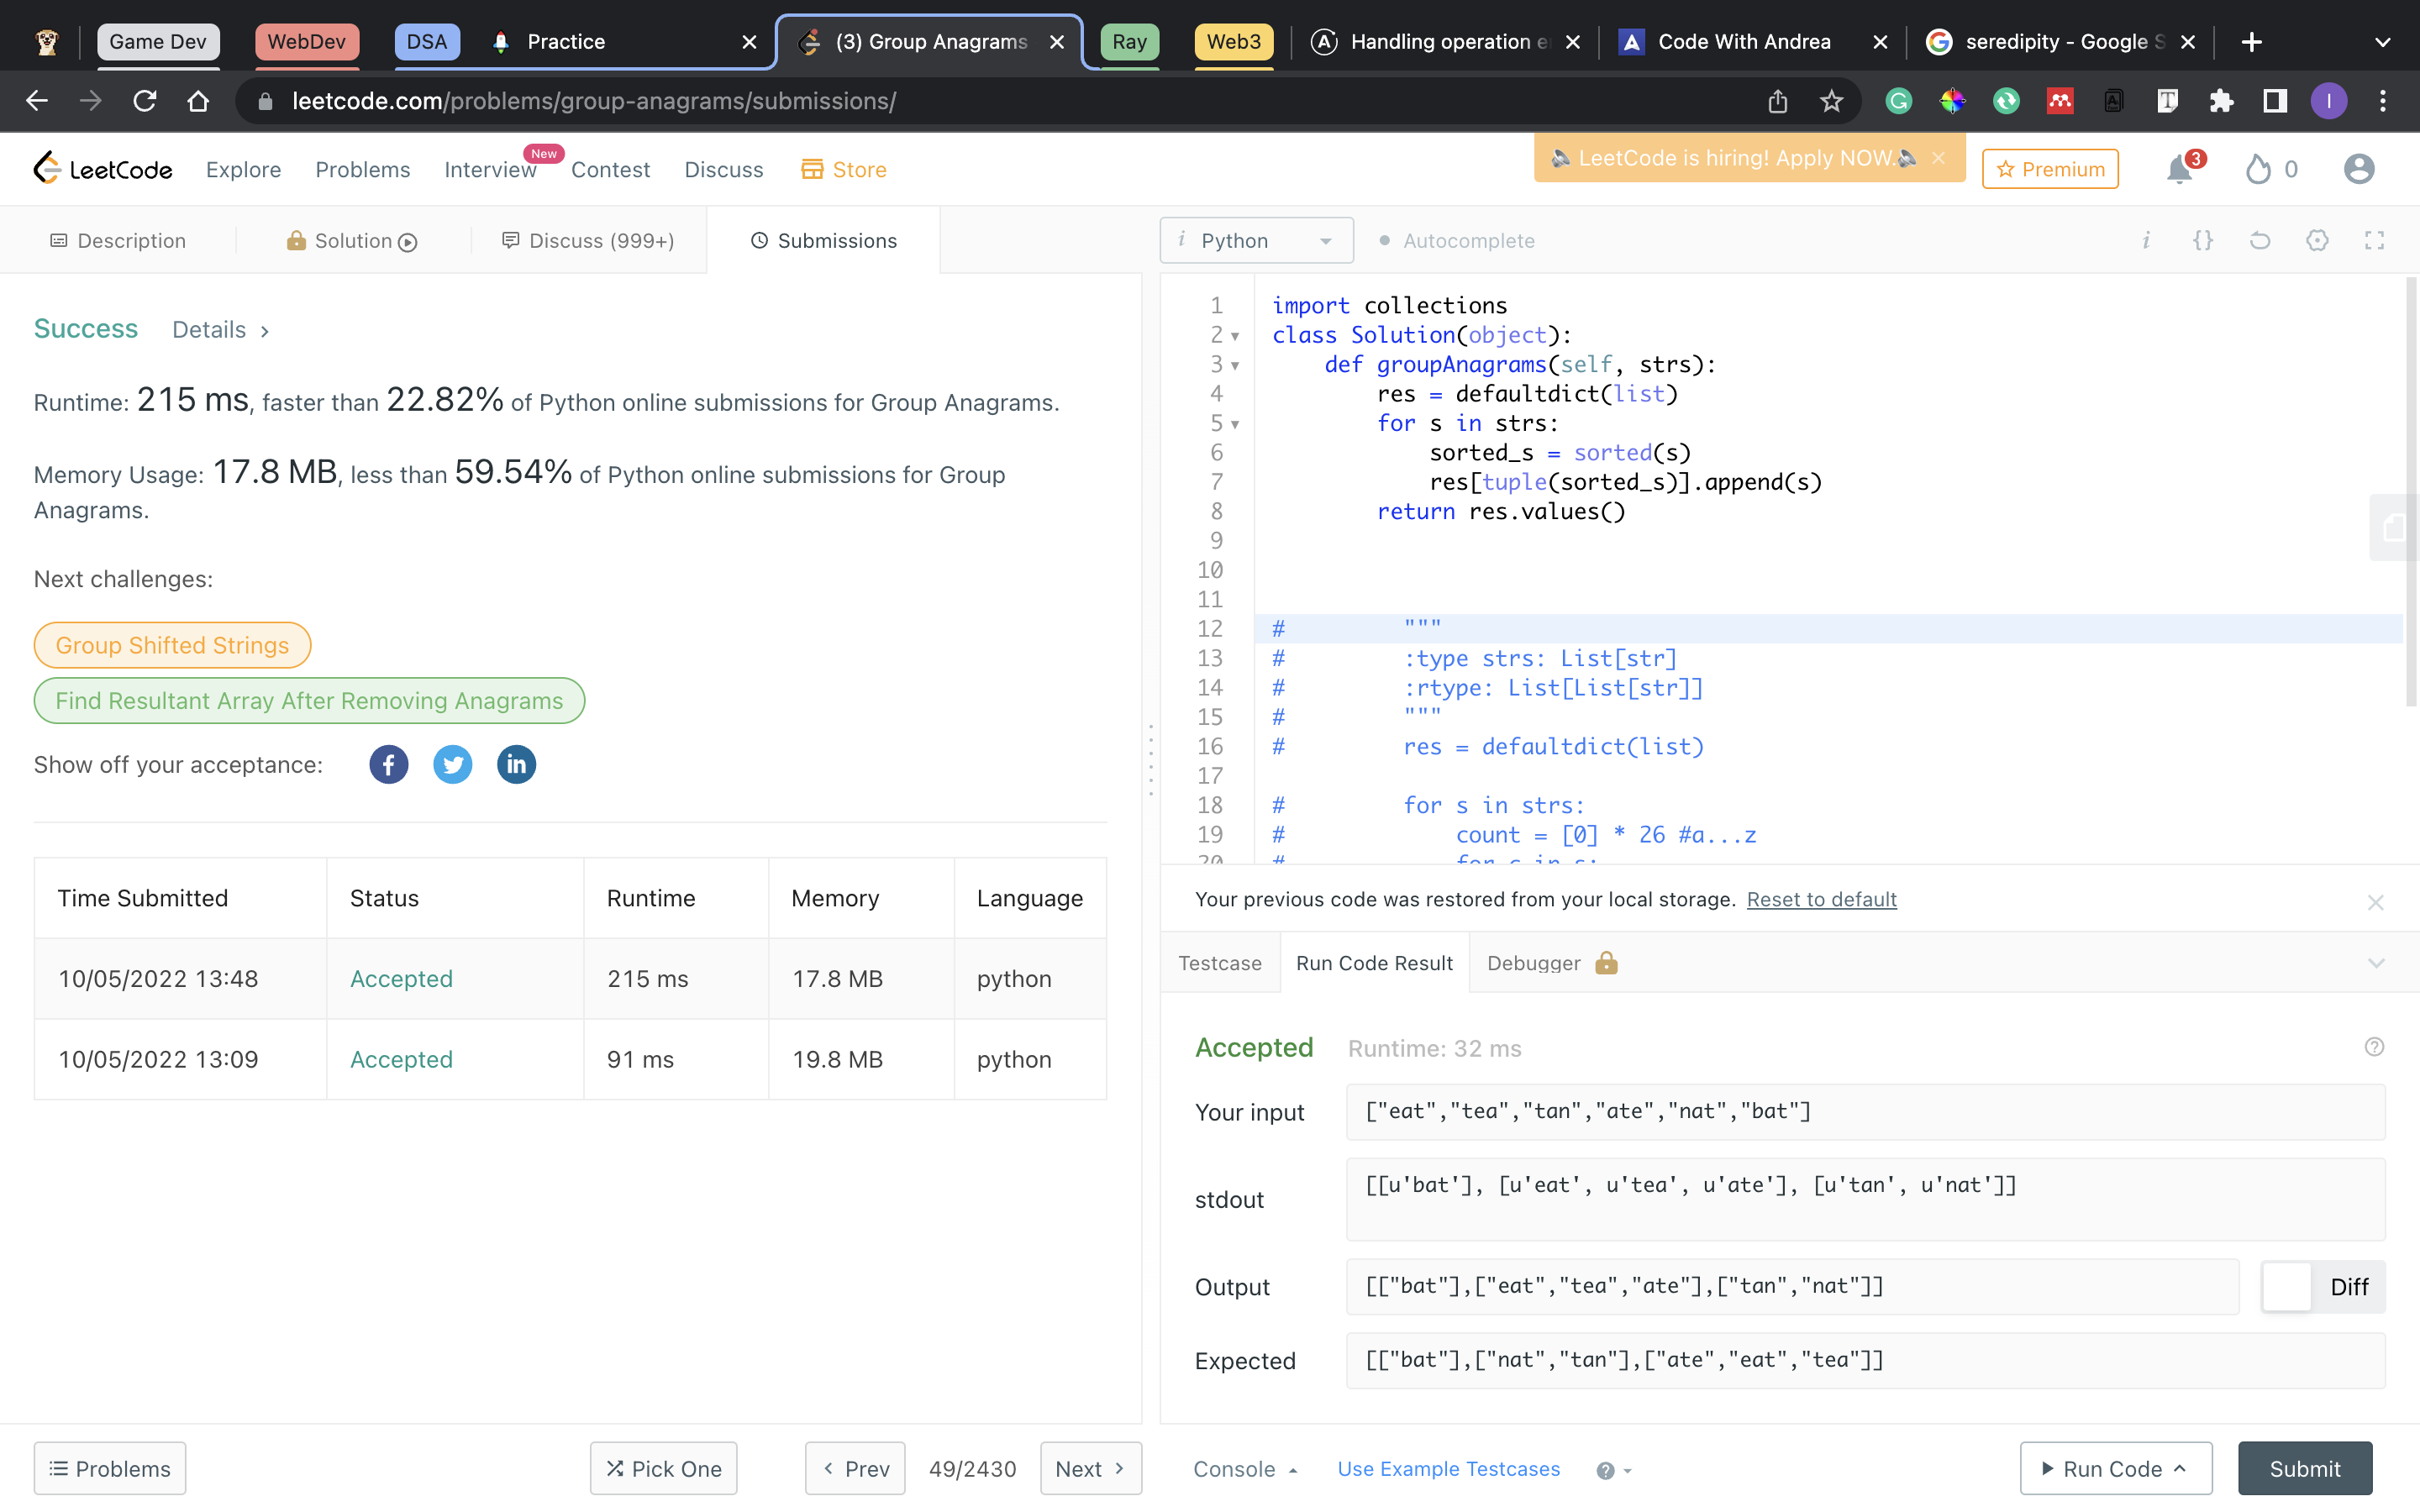 Game Dev WebDev DSA Practice (3) Group Anagrams Ray Web3 Handling operation e Code With Andrea seredipity - Google S
leetcode.com/problems/group-anagrams/submissions/
LeetCode Explore Problems Interview New Contest Discuss Store LeetCode is hiring! Apply NOW. Premium 3 0
Description Solution Discuss (999+) Submissions
Success Details
Runtime: 215 ms, faster than 22.82% of Python online submissions for Group Anagrams.
Memory Usage: 17.8 MB, less than 59.54% of Python online submissions for Group
Anagrams.
Next challenges:
Group Shifted Strings
Find Resultant Array After Removing Anagrams
Show off your acceptance:
Time Submitted Status Runtime Memory Language
10/05/2022 13:48 Accepted 215 ms 17.8 MB python
10/05/2022 13:09 Accepted 91 ms 19.8 MB python
Problems Pick One Prev 49/2430 Next
i Python Autocomplete
1 import collections
2 class Solution(object):
3 def groupAnagrams(self, strs):
4 res = defaultdict(list)
5 for s in strs:
6 sorted_s = sorted(s)
7 res[tuple(sorted_s)].append(s)
8 return res.values()
9
10
11
12 # """
13 # :type strs: List[str]
14 # :rtype: List[List[str]]
15 # """
16 # res = defaultdict(list)
17
18 # for s in strs:
19 # count = [0] * 26 #a...z
20 # for c in s:
Your previous code was restored from your local storage. Reset to default
Testcase Run Code Result Debugger
Accepted Runtime: 32 ms
Your input ["eat","tea","tan","ate","nat","bat"]
stdout [[u'bat'], [u'eat', u'tea', u'ate'], [u'tan', u'nat']]
Output [["bat"],["eat","tea","ate"],["tan","nat"]] Diff
Expected [["bat"],["nat","tan"],["ate","eat","tea"]]
Console Use Example Testcases Run Code Submit